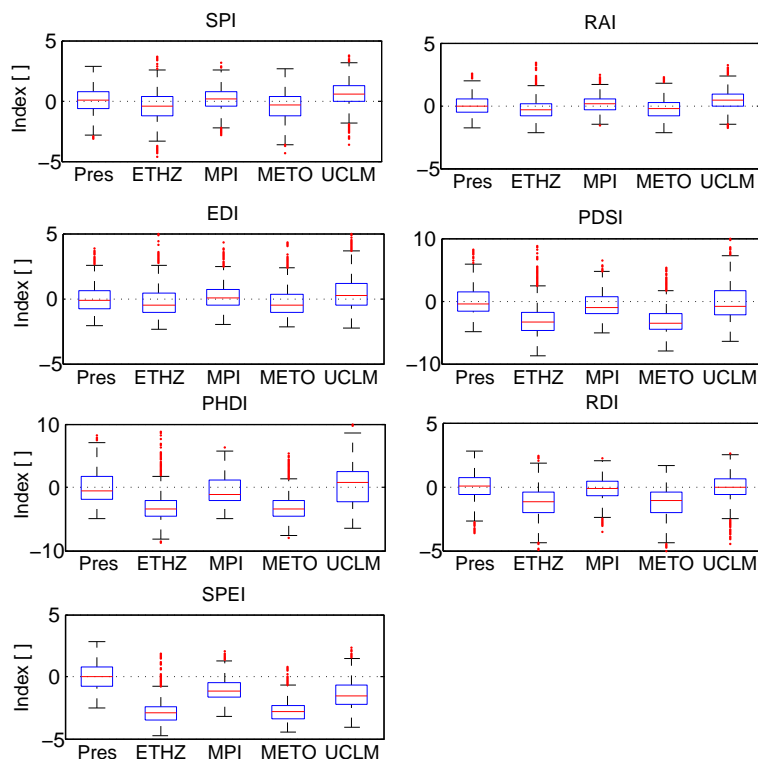 SPI
5
0
−5
Index [ ]
Pres ETHZ MPI METO UCLM
RAI
5
0
−5
Pres ETHZ MPI METO UCLM
EDI
5
0
−5
Index [ ]
Pres ETHZ MPI METO UCLM
PDSI
10
0
−10
Pres ETHZ MPI METO UCLM
PHDI
10
0
−10
Index [ ]
Pres ETHZ MPI METO UCLM
RDI
5
0
−5
Pres ETHZ MPI METO UCLM
SPEI
5
0
−5
Index [ ]
Pres ETHZ MPI METO UCLM